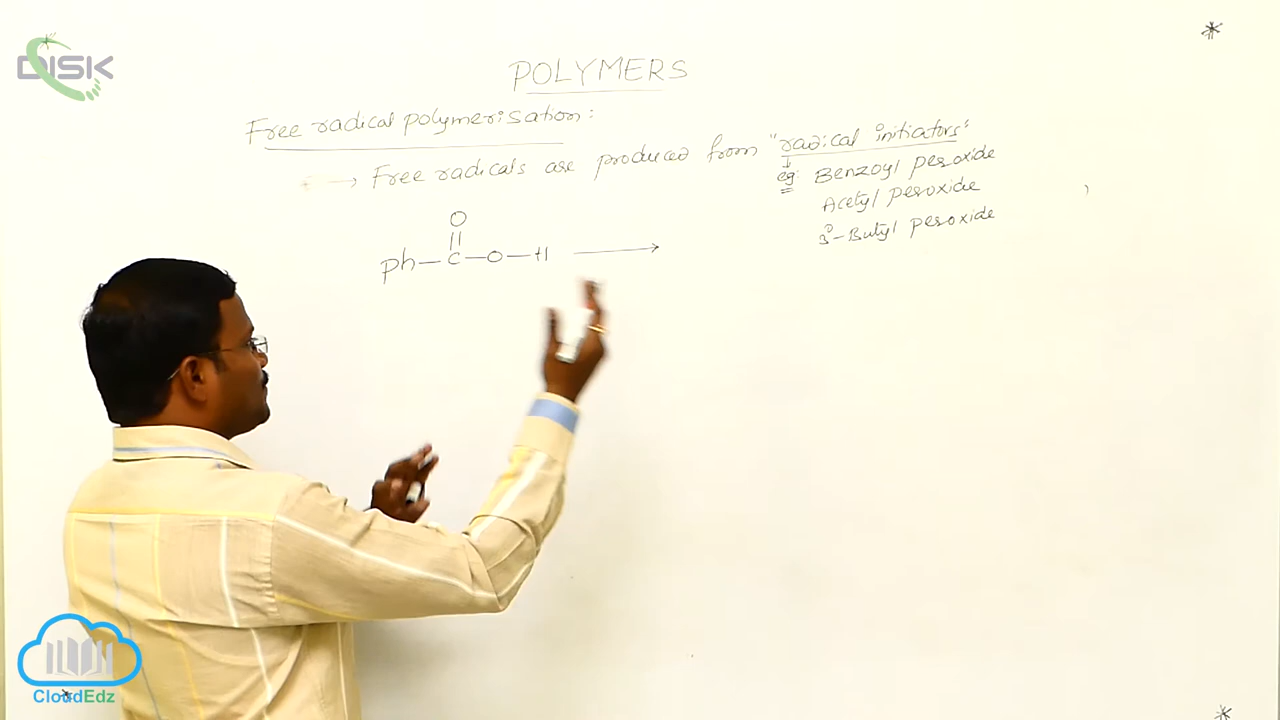 DISK
POLYMERS
Free radical polymerisation:
→ Free radicals are produced from "radical initiators"
eg: Benzoyl peroxide
Acetyl peroxide
3°-Butyl peroxide
O
ph—C—O—H →
CloudEdz